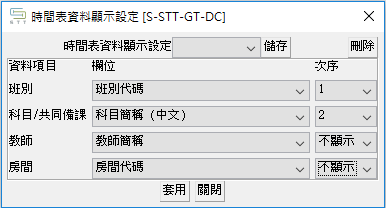 STT 時間表資料顯示設定 [S-STT-GT-DC]
時間表資料顯示設定 儲存 刪除
資料項目 欄位 次序
班別 班別代碼 1
科目/共同備課 科目簡稱 (中文) 2
教師 教師簡稱 不顯示
房間 房間代碼 不顯示
套用 關閉